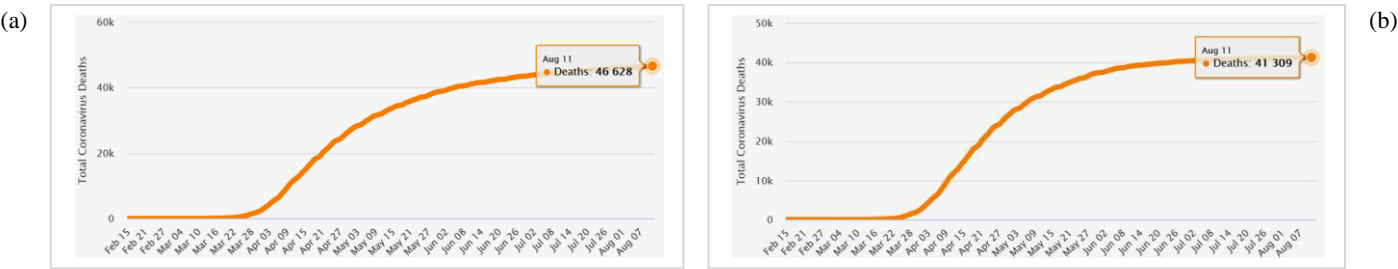 (a)
Total Coronavirus Deaths
60k
40k
20k
0
Aug 11
Deaths: 46 628
Feb 15
Feb 21
Feb 27
Mar 04
Mar 10
Mar 16
Mar 22
Mar 28
Apr 03
Apr 09
Apr 15
Apr 21
Apr 27
May 03
May 09
May 15
May 21
May 27
Jun 02
Jun 08
Jun 14
Jun 20
Jun 26
Jul 02
Jul 08
Jul 14
Jul 20
Jul 26
Aug 01
Aug 07
Total Coronavirus Deaths
50k
40k
30k
20k
10k
0
Aug 11
Deaths: 41 309
Feb 15
Feb 21
Feb 27
Mar 04
Mar 10
Mar 16
Mar 22
Mar 28
Apr 03
Apr 09
Apr 15
Apr 21
Apr 27
May 03
May 09
May 15
May 21
May 27
Jun 02
Jun 08
Jun 14
Jun 20
Jun 26
Jul 02
Jul 08
Jul 14
Jul 20
Jul 26
Aug 01
Aug 07
(b)